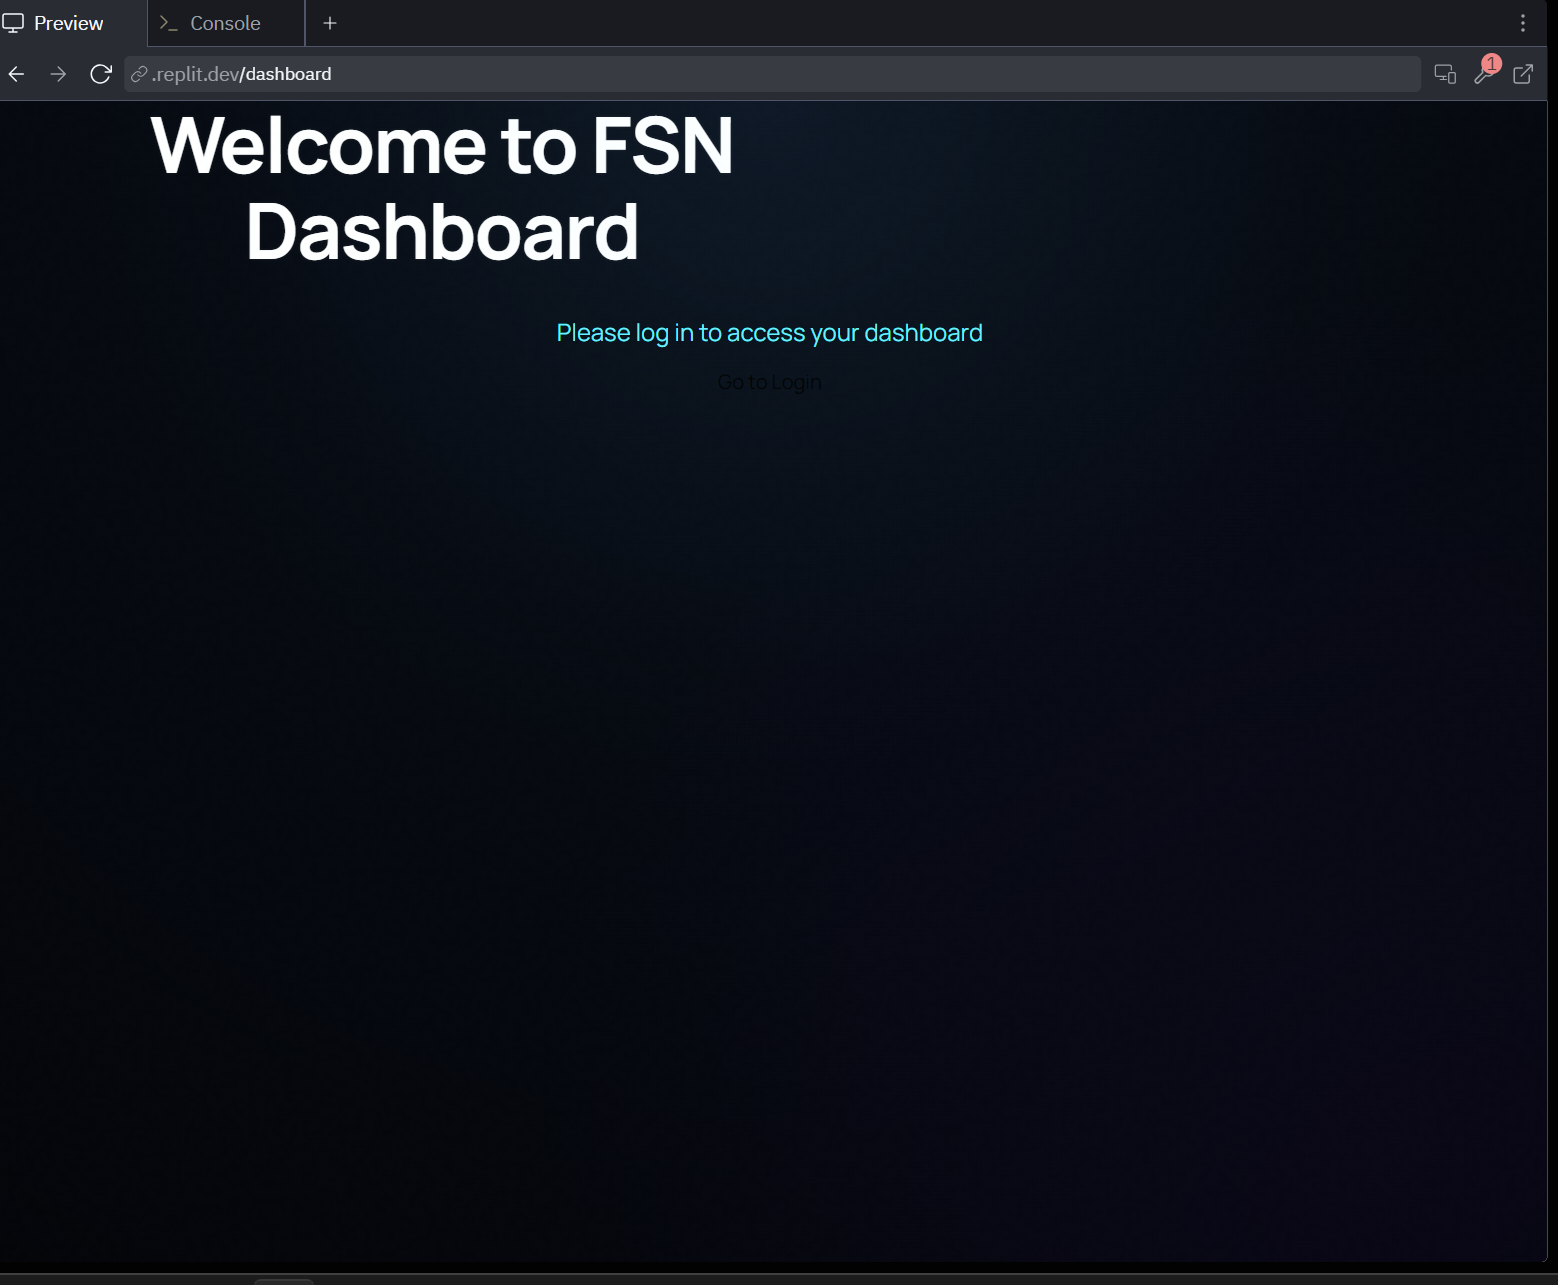 Preview
Console
.replit.dev/dashboard
1
Welcome to FSN
Dashboard
Please log in to access your dashboard
Go to Login